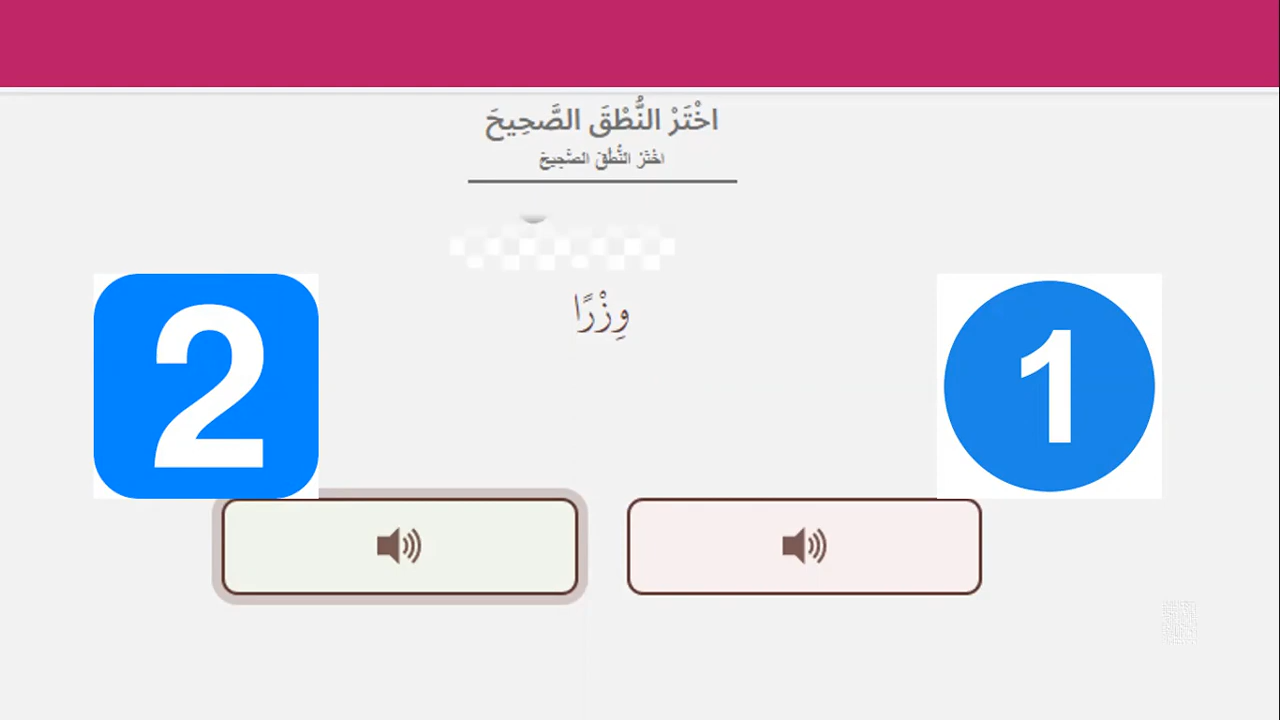 اخْتَرْ النُّطْقَ الصَّحِيحَ
اخْتَرْ النُّطْقَ الصَّحِيحَ
وِزْرًا
1
2